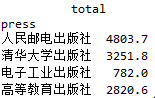 total
press
人民邮电出版社 4803.7
清华大学出版社 3251.8
电子工业出版社 782.0
高等教育出版社 2820.6